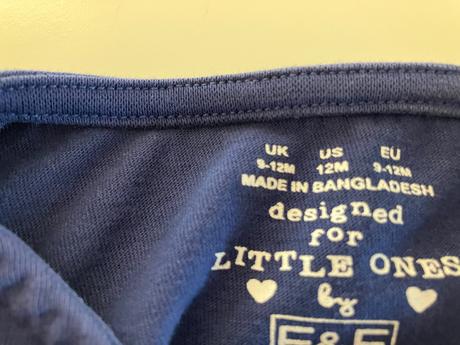 UK US EU
9-12M 12M 9-12M
MADE IN BANGLADESH
designed
for
LITTLE ONES
by
F&F